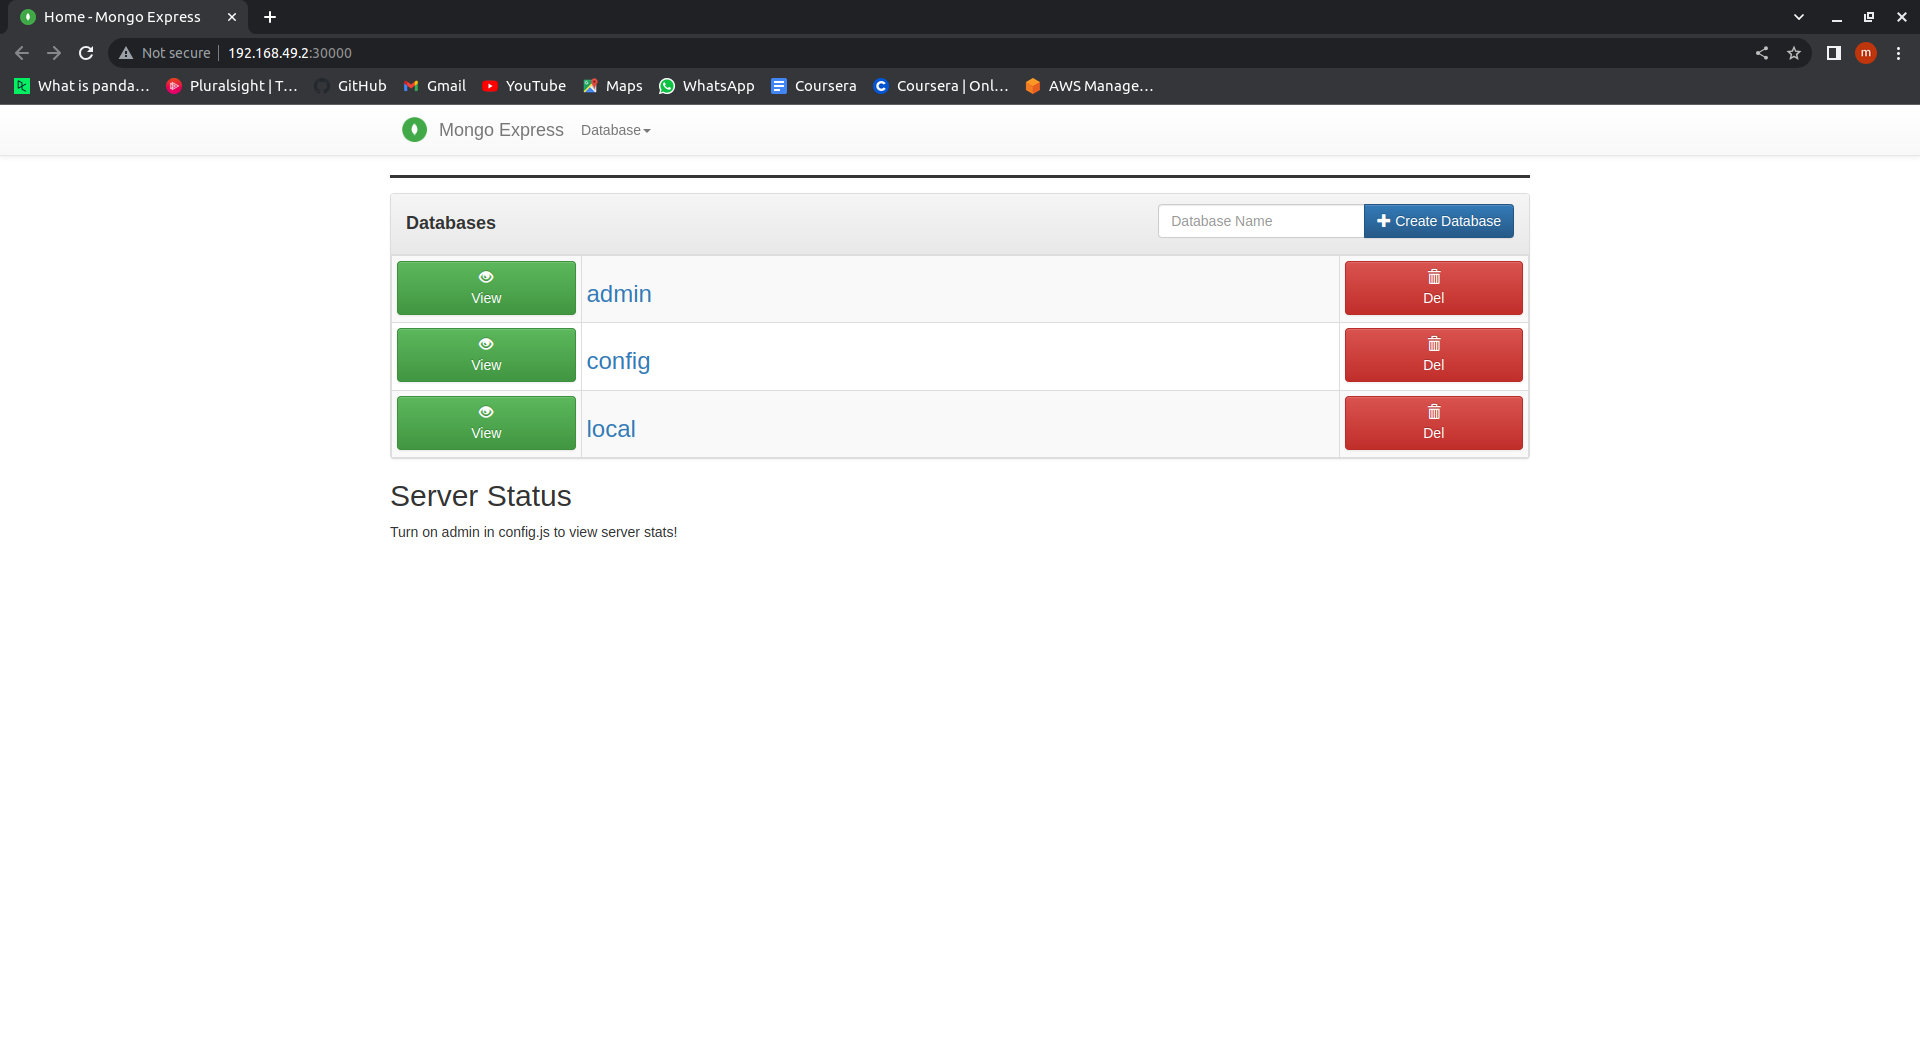 Home - Mongo Express
Not secure 192.168.49.2:30000
m
What is panda... Pluralsight | T... GitHub Gmail YouTube Maps WhatsApp Coursera Coursera | Onl... AWS Manage...
Mongo Express Database
Databases Database Name Create Database
View admin Del
View config Del
View local Del
Server Status
Turn on admin in config.js to view server stats!